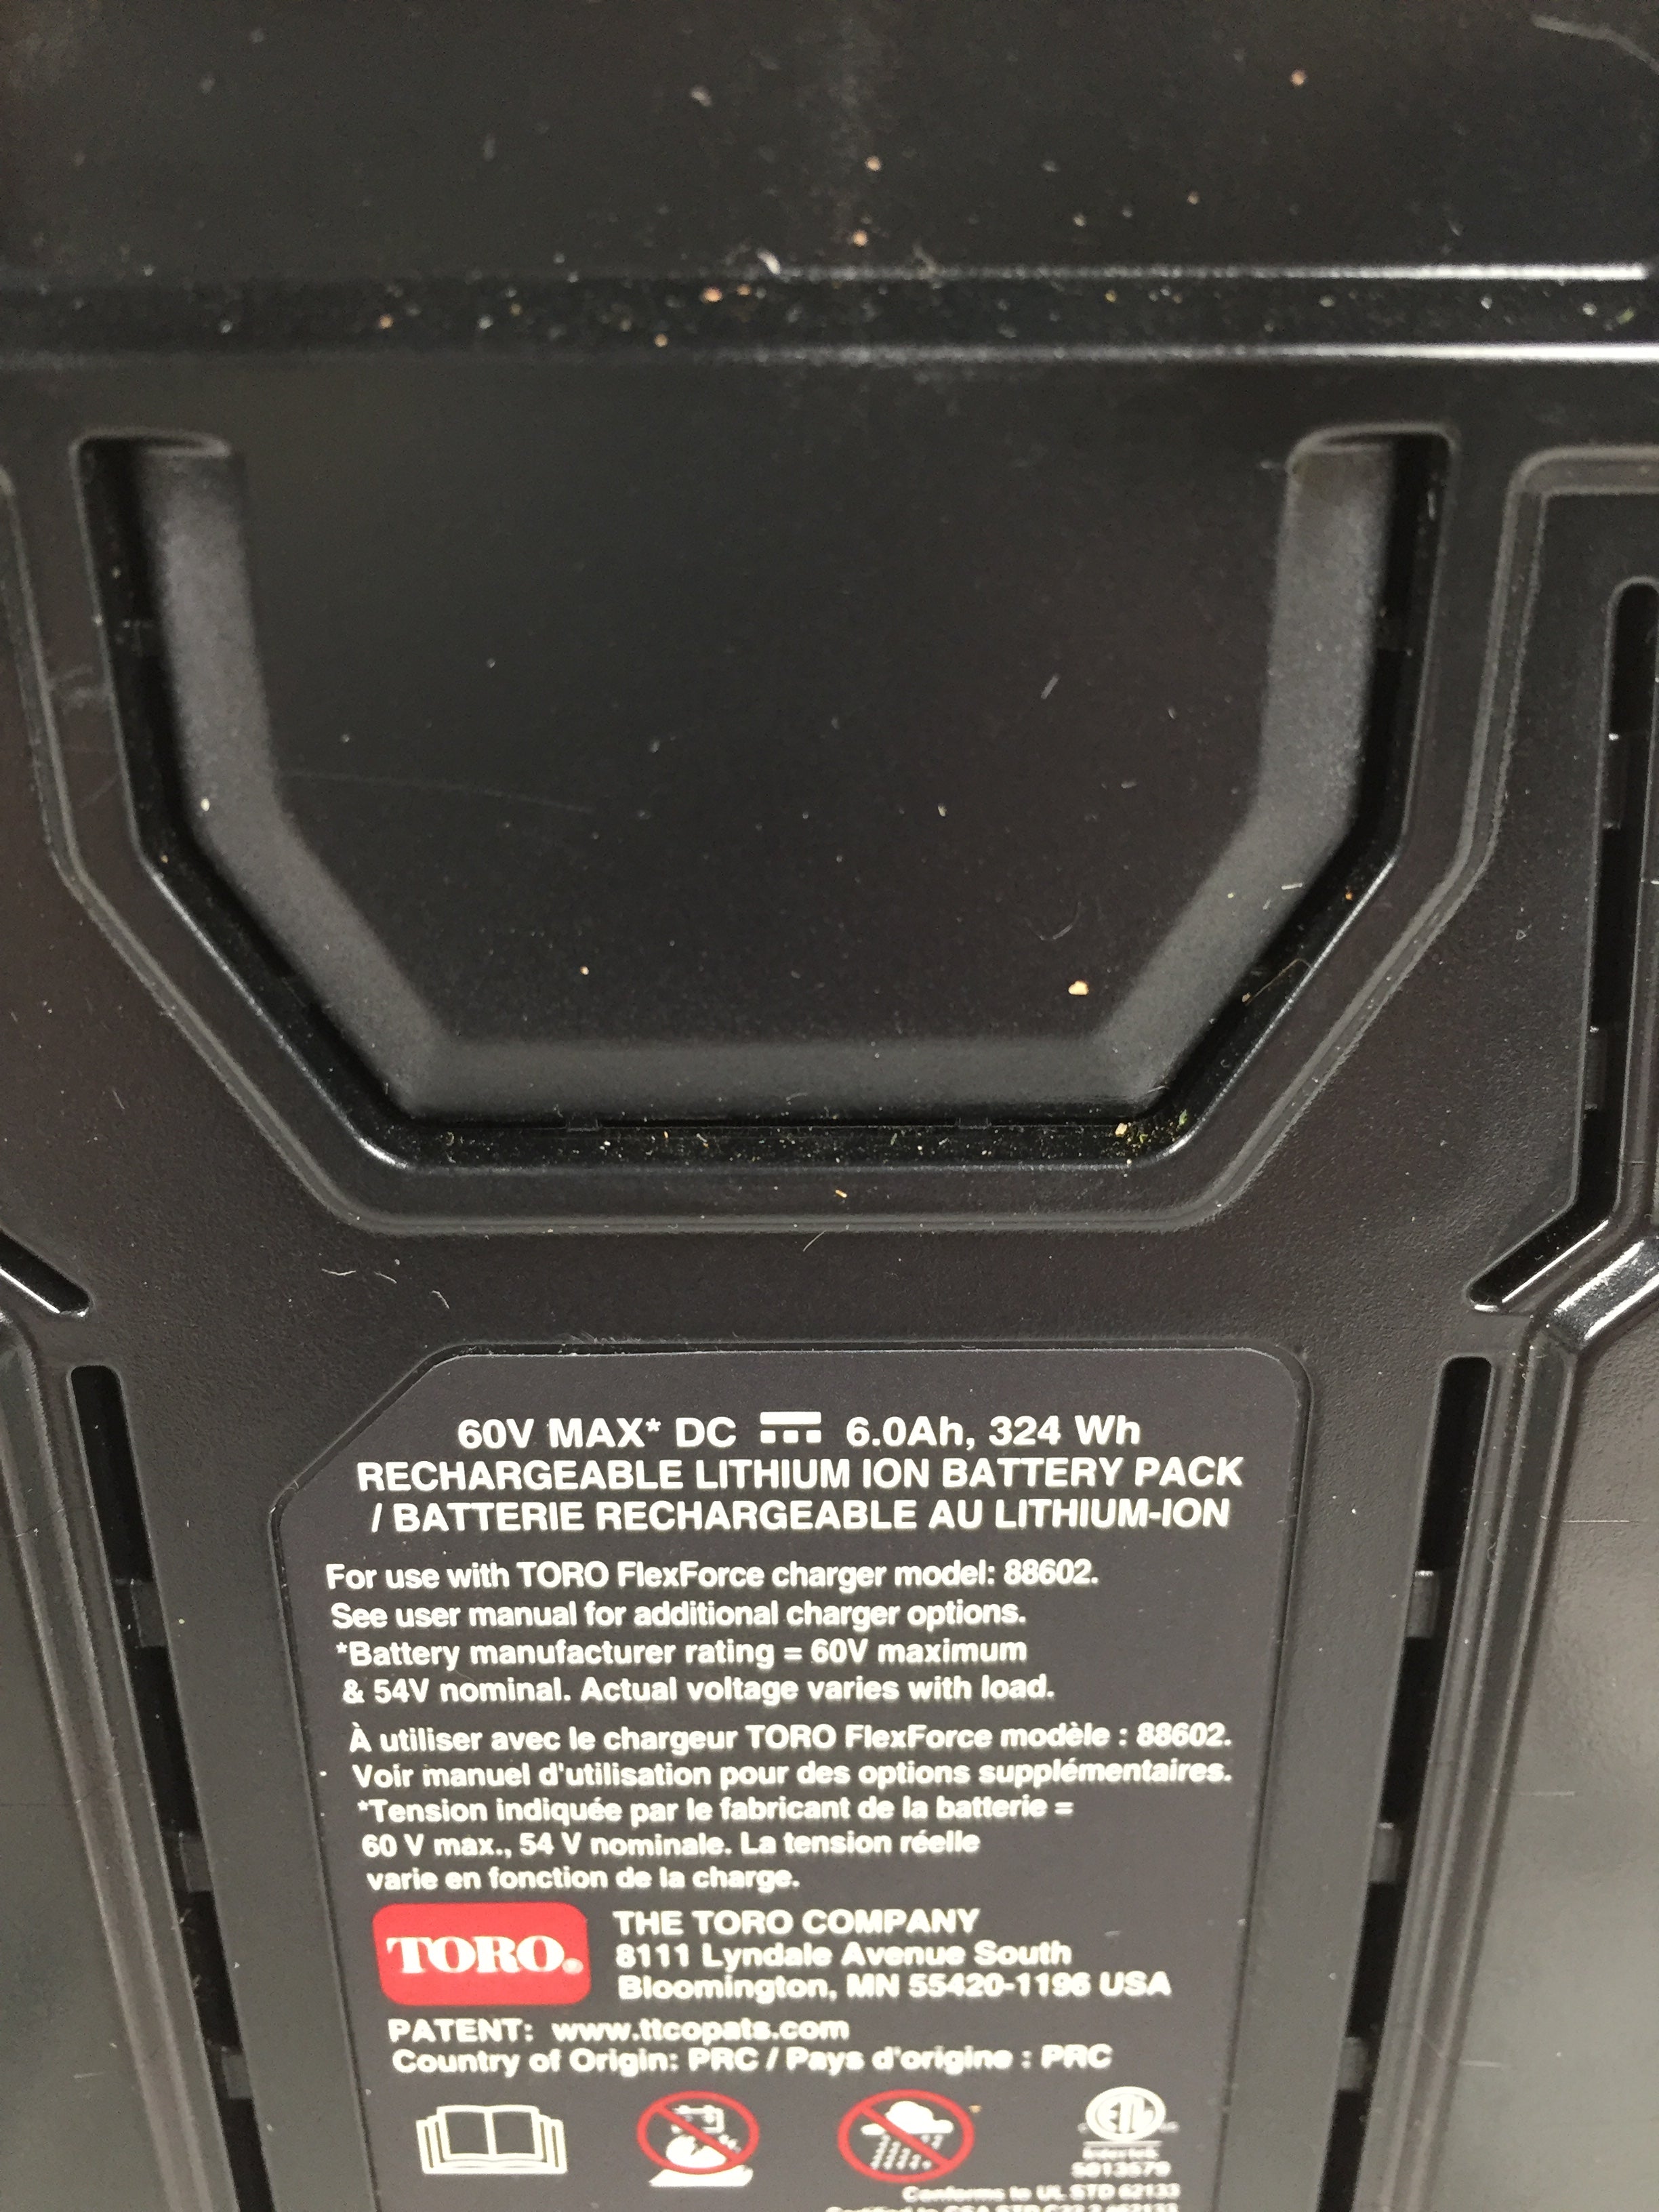 60V MAX* DC ⎓ 6.0Ah, 324 Wh
RECHARGEABLE LITHIUM ION BATTERY PACK
/ BATTERIE RECHARGEABLE AU LITHIUM-ION
For use with TORO FlexForce charger model: 88602.
See user manual for additional charger options.
*Battery manufacturer rating = 60V maximum
& 54V nominal. Actual voltage varies with load.
À utiliser avec le chargeur TORO FlexForce modèle : 88602.
Voir manuel d'utilisation pour des options supplémentaires.
*Tension indiquée par le fabricant de la batterie =
60 V max., 54 V nominale. La tension réelle
varie en fonction de la charge.
TORO®
THE TORO COMPANY
8111 Lyndale Avenue South
Bloomington, MN 55420-1196 USA
PATENT: www.ttcopats.com
Country of Origin: PRC / Pays d'origine : PRC
ETL
Intertek
5013579
Conforms to UL STD 62133